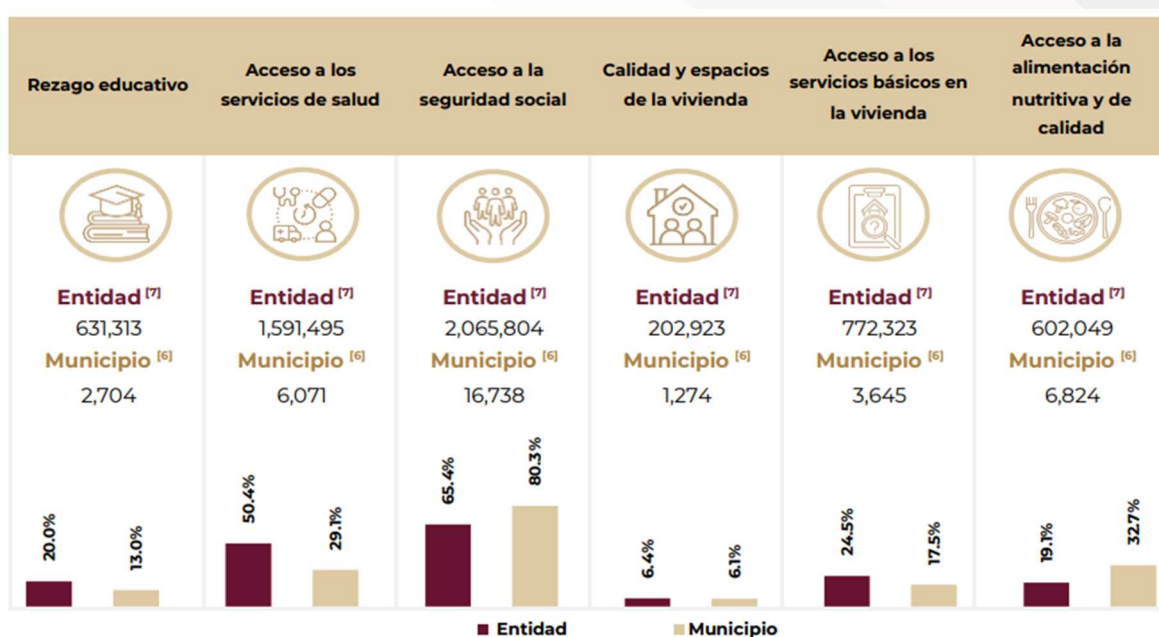 Rezago educativo
Acceso a los
servicios de salud
Acceso a la
seguridad social
Calidad y espacios
de la vivienda
Acceso a los
servicios básicos en
la vivienda
Acceso a la
alimentación
nutritiva y de
calidad
Entidad [7]
631,313
Municipio [6]
2,704
Entidad [7]
1,591,495
Municipio [6]
6,071
Entidad [7]
2,065,804
Municipio [6]
16,738
Entidad [7]
202,923
Municipio [6]
1,274
Entidad [7]
772,323
Municipio [6]
3,645
Entidad [7]
602,049
Municipio [6]
6,824
20.0%
13.0%
50.4%
29.1%
65.4%
80.3%
6.4%
6.1%
24.5%
17.5%
19.1%
32.7%
Entidad
Municipio